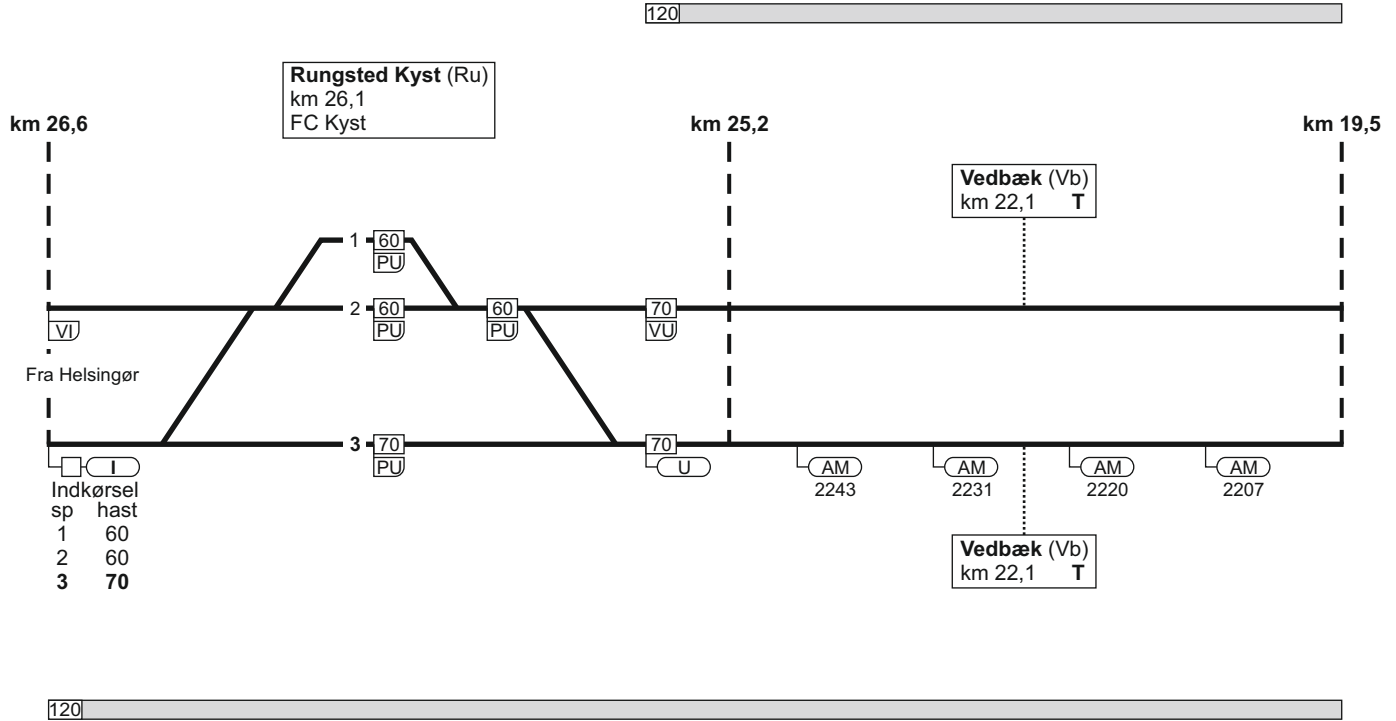 120
Rungsted Kyst (Ru)
km 26,1
FC Kyst
km 26,6
km 25,2
km 19,5
Vedbæk (Vb)
km 22,1 T
1 60
PU
2 60 60 70
VI PU PU VU
Fra Helsingør
3 70 70
I PU U AM AM AM AM
2243 2231 2220 2207
Indkørsel
sp hast
1 60
2 60
3 70
Vedbæk (Vb)
km 22,1 T
120